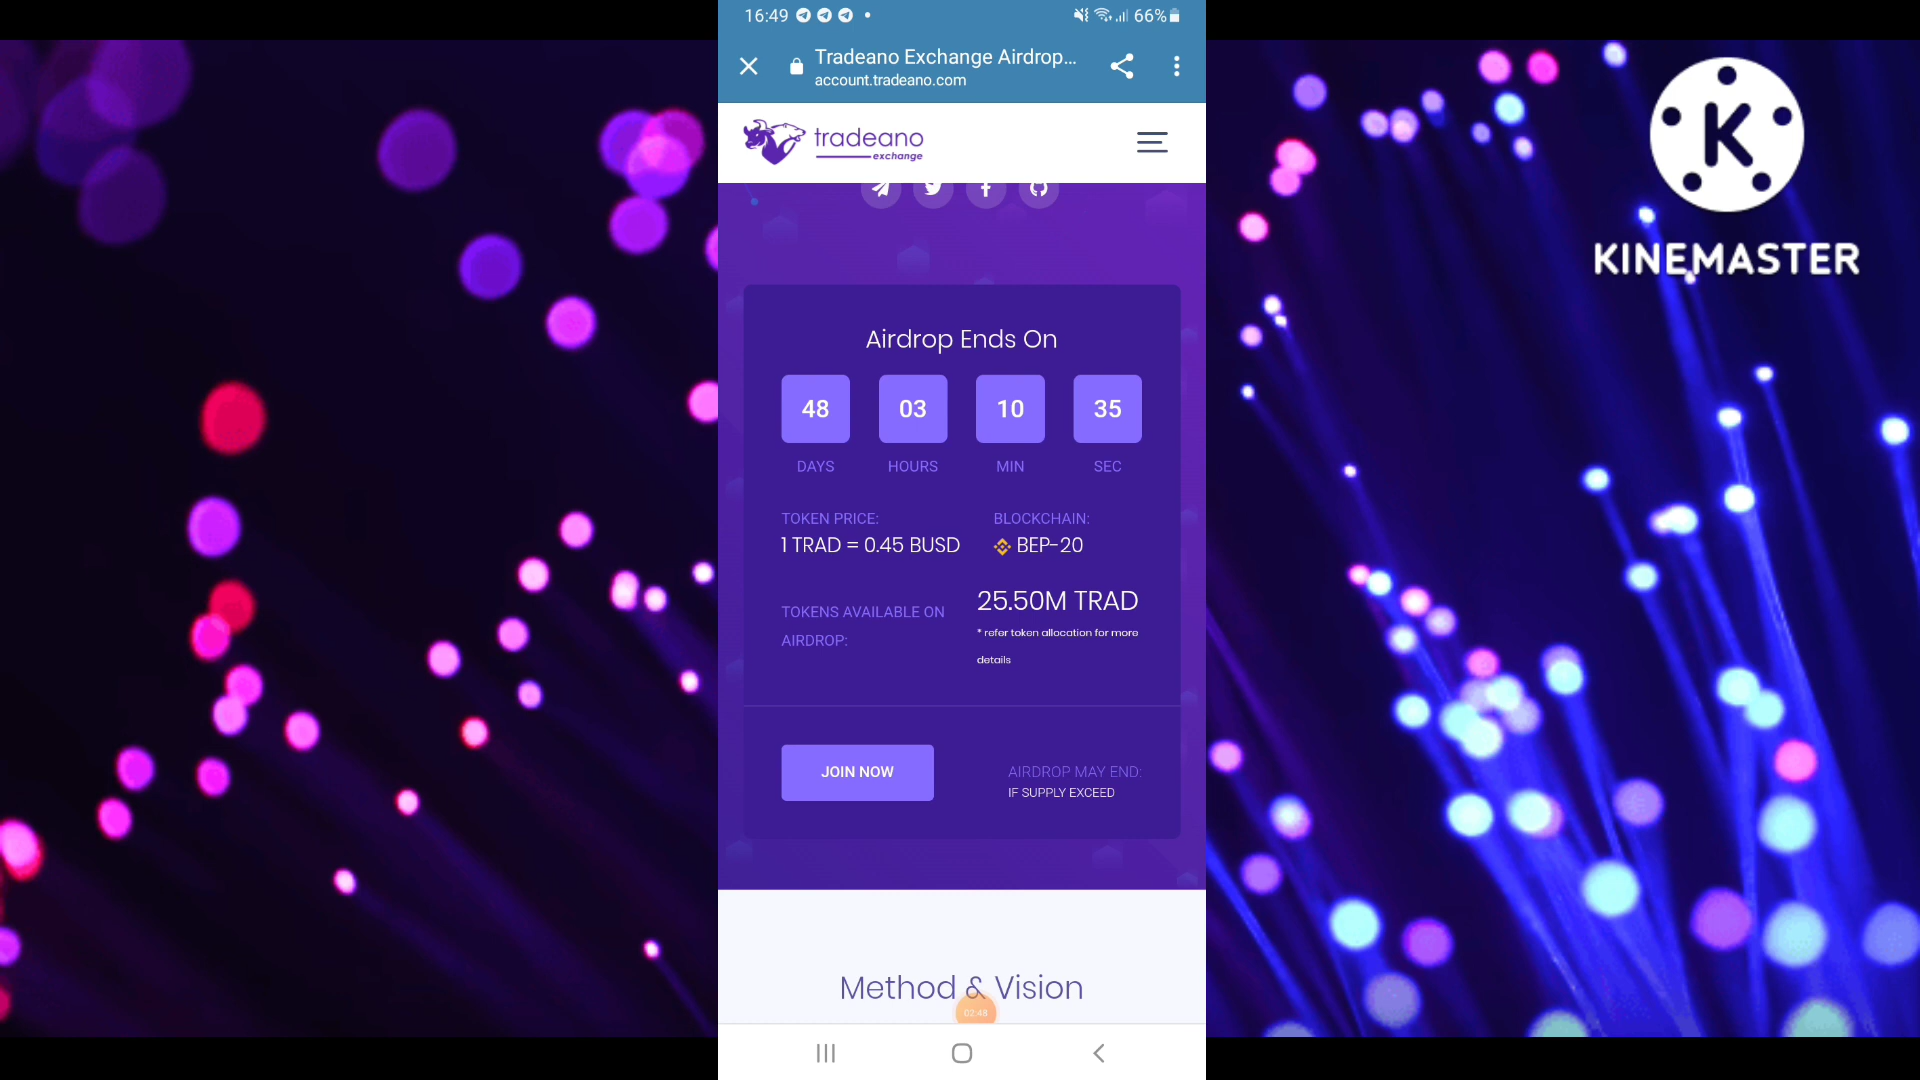 16:49
66%
Tradeano Exchange Airdrop...
account.tradeano.com
tradeano
exchange
K
KINEMASTER
Airdrop Ends On
48 03 10 35
DAYS HOURS MIN SEC
TOKEN PRICE: BLOCKCHAIN:
1 TRAD = 0.45 BUSD BEP-20
TOKENS AVAILABLE ON AIRDROP:
25.50M TRAD
* refer token allocation for more
details
JOIN NOW
AIRDROP MAY END:
IF SUPPLY EXCEED
Method & Vision
02:48